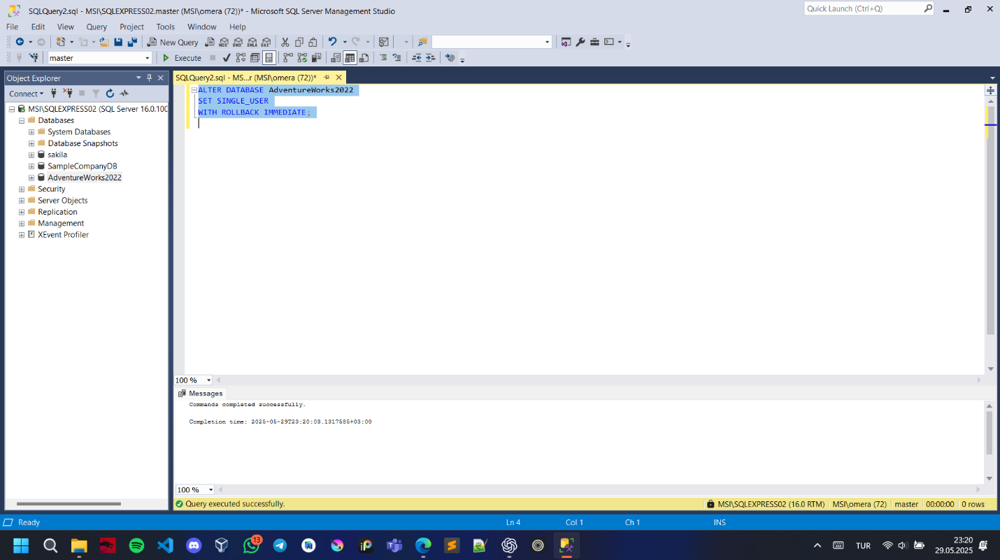 SQLQuery2.sql - MSI\SQLEXPRESS02.master (MSI\omera (72))* - Microsoft SQL Server Management Studio
Quick Launch (Ctrl+Q)
File Edit View Query Project Tools Window Help
New Query
MDX DMX XMLA DAX
master
Execute
Object Explorer
SQLQuery2.sql - MS...r (MSI\omera (72))*
Connect
MSI\SQLEXPRESS02 (SQL Server 16.0.100
Databases
System Databases
Database Snapshots
sakila
SampleCompanyDB
AdventureWorks2022
Security
Server Objects
Replication
Management
XEvent Profiler
ALTER DATABASE AdventureWorks2022
SET SINGLE_USER
WITH ROLLBACK IMMEDIATE;
100 %
Messages
Commands completed successfully.
Completion time: 2025-05-29T23:20:03.1317585+03:00
100 %
Query executed successfully.
MSI\SQLEXPRESS02 (16.0 RTM) MSI\omera (72) master 00:00:00 0 rows
Ready
Ln 4 Col 1 Ch 1 INS
13
TUR
23:20
29.05.2025